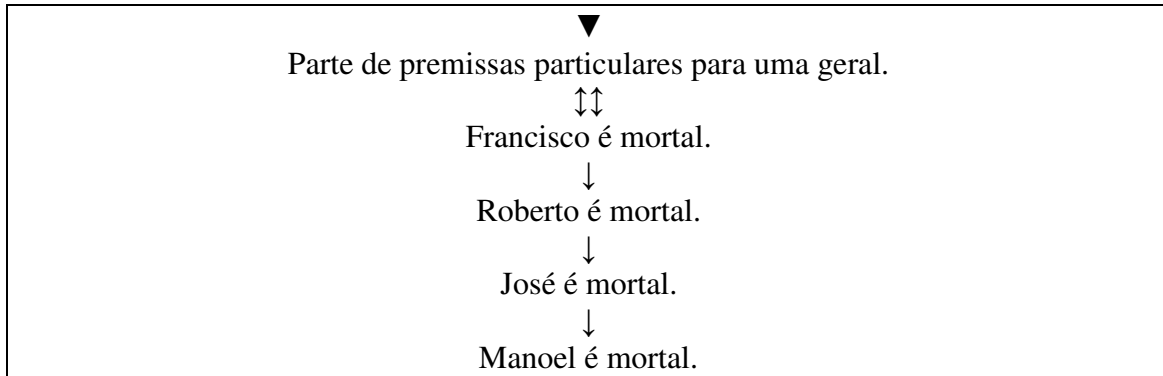 ▼
Parte de premissas particulares para uma geral.
↕↕
Francisco é mortal.
↓
Roberto é mortal.
↓
José é mortal.
↓
Manoel é mortal.